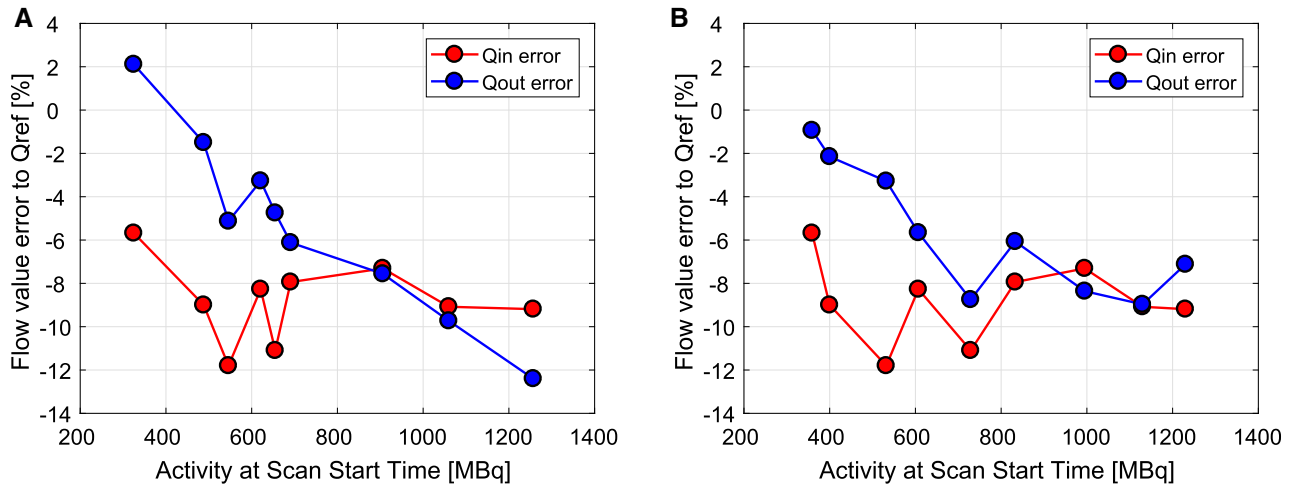 A
Flow value error to Qref [%]
4
2
0
-2
-4
-6
-8
-10
-12
-14
200 400 600 800 1000 1200 1400
Activity at Scan Start Time [MBq]
Qin error
Qout error
B
Flow value error to Qref [%]
4
2
0
-2
-4
-6
-8
-10
-12
-14
200 400 600 800 1000 1200 1400
Activity at Scan Start Time [MBq]
Qin error
Qout error